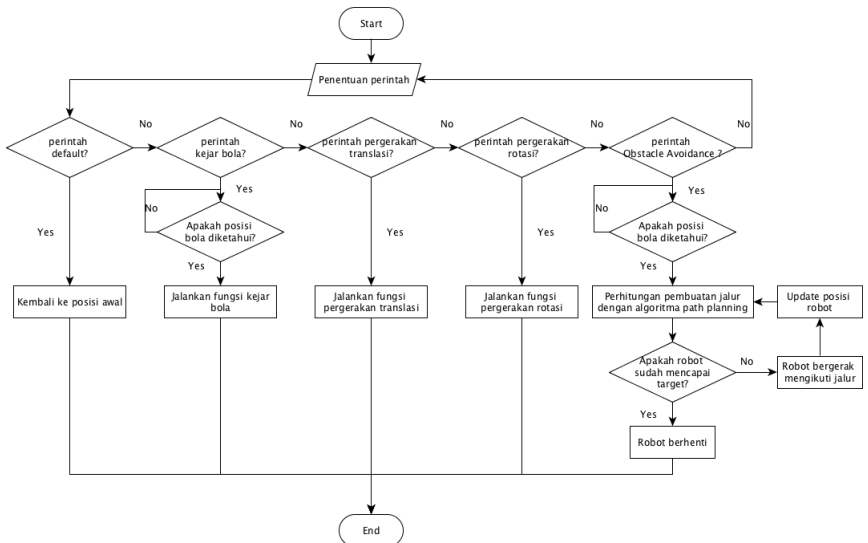 Start
Penentuan perintah
No
No
No
No
No
perintah
default?
perintah
kejar bola?
perintah pergerakan
translasi?
perintah pergerakan
rotasi?
perintah
Obstacle Avoidance ?
Yes
Yes
No
No
Yes
Apakah posisi
bola diketahui?
Yes
Yes
Apakah posisi
bola diketahui?
Yes
Yes
Kembali ke posisi awal
Jalankan fungsi kejar
bola
Jalankan fungsi
pergerakan translasi
Jalankan fungsi
pergerakan rotasi
Perhitungan pembuatan jalur
dengan algoritma path planning
Update posisi
robot
Apakah robot
sudah mencapai
target?
No
Robot bergerak
mengikuti jalur
Yes
Robot berhenti
End